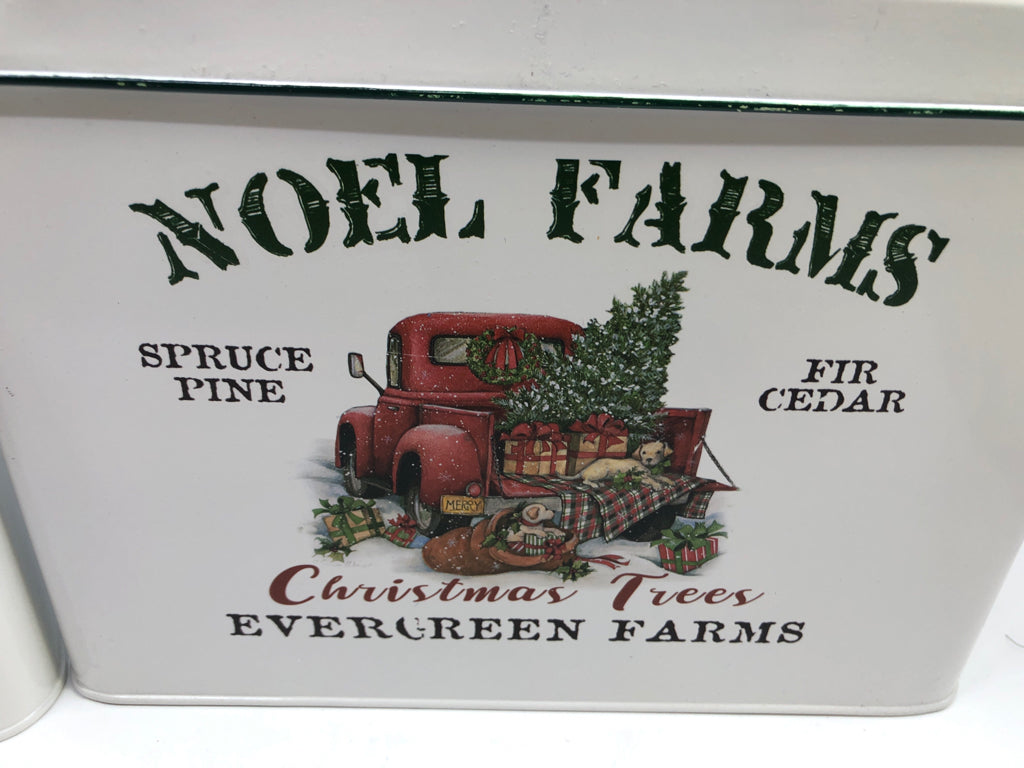 NOEL FARMS
SPRUCE
PINE
FIR
CEDAR
MERRY
Christmas Trees
EVERGREEN FARMS